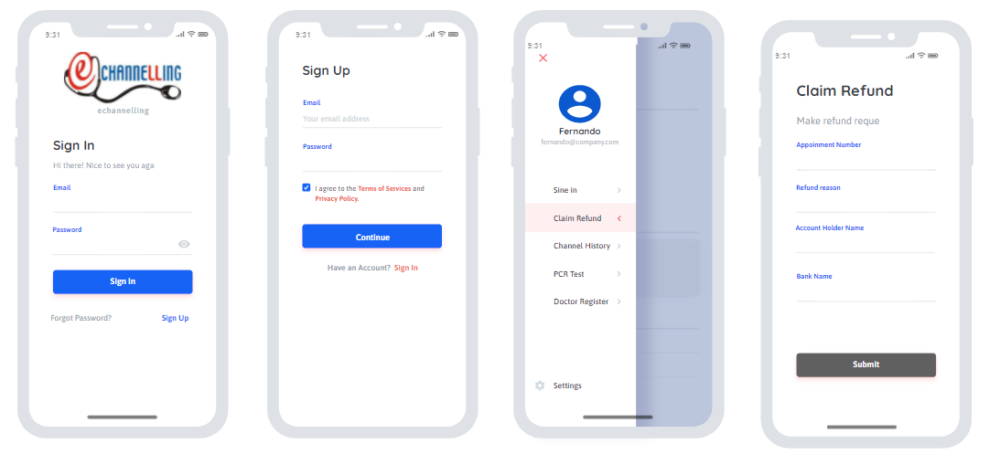 9:31
e CHANNELLING
echannelling
Sign In
Hi there! Nice to see you aga
Email
Password
Sign In
Forgot Password? Sign Up
9:31
Sign Up
Email
Your email address
Password
I agree to the Terms of Services and
Privacy Policy.
Continue
Have an Account? Sign In
9:31
Fernando
fernando@company.com
Sine in
Claim Refund
Channel History
PCR Test
Doctor Register
Settings
9:31
Claim Refund
Make refund reque
Appoinment Number
Refund reason
Account Holder Name
Bank Name
Submit